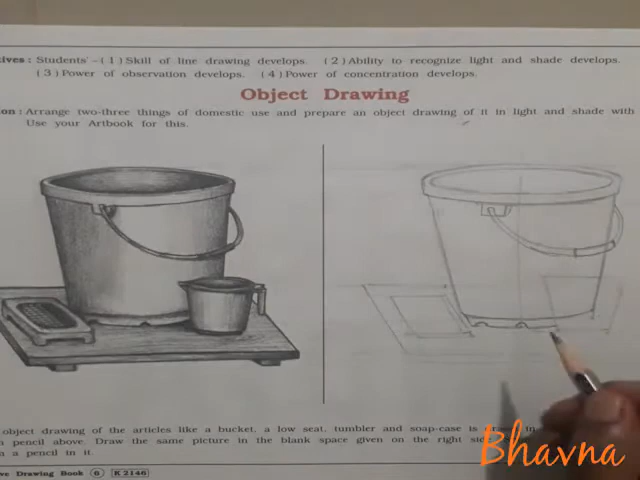 ives : Students' – ( 1 ) Skill of line drawing develops. ( 2 ) Ability to recognize light and shade develops.
( 3 ) Power of observation develops. ( 4 ) Power of concentration develops.
Object Drawing
on : Arrange two-three things of domestic use and prepare an object drawing of it in light and shade with
Use your Artbook for this.
object drawing of the articles like a bucket, a low seat, tumbler and soap-case is drawn in
pencil above. Draw the same picture in the blank space given on the right side
a pencil in it.
ve Drawing Book 6 K 2146
Bhavna